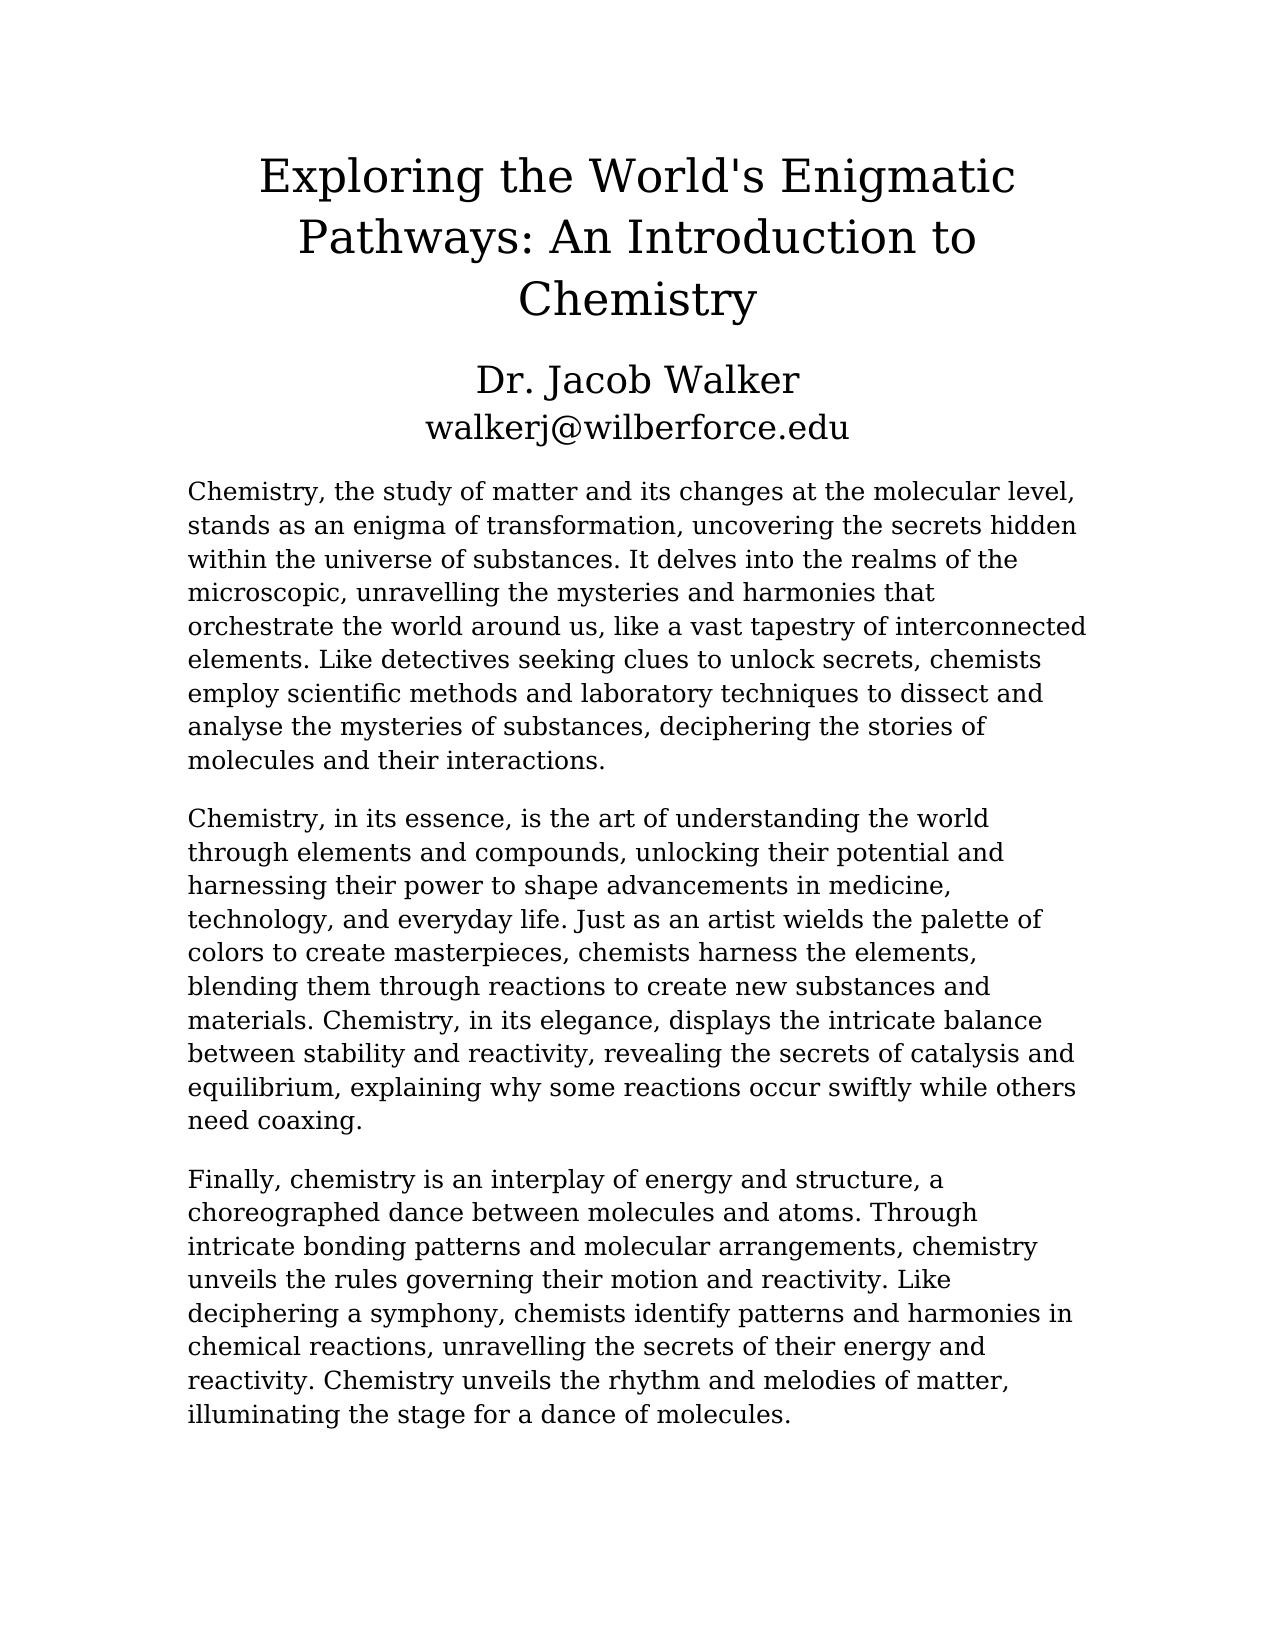 Exploring the World's Enigmatic
Pathways: An Introduction to
Chemistry
Dr. Jacob Walker
walkerj@wilberforce.edu
Chemistry, the study of matter and its changes at the molecular level,
stands as an enigma of transformation, uncovering the secrets hidden
within the universe of substances. It delves into the realms of the
microscopic, unravelling the mysteries and harmonies that
orchestrate the world around us, like a vast tapestry of interconnected
elements. Like detectives seeking clues to unlock secrets, chemists
employ scientific methods and laboratory techniques to dissect and
analyse the mysteries of substances, deciphering the stories of
molecules and their interactions.
Chemistry, in its essence, is the art of understanding the world
through elements and compounds, unlocking their potential and
harnessing their power to shape advancements in medicine,
technology, and everyday life. Just as an artist wields the palette of
colors to create masterpieces, chemists harness the elements,
blending them through reactions to create new substances and
materials. Chemistry, in its elegance, displays the intricate balance
between stability and reactivity, revealing the secrets of catalysis and
equilibrium, explaining why some reactions occur swiftly while others
need coaxing.
Finally, chemistry is an interplay of energy and structure, a
choreographed dance between molecules and atoms. Through
intricate bonding patterns and molecular arrangements, chemistry
unveils the rules governing their motion and reactivity. Like
deciphering a symphony, chemists identify patterns and harmonies in
chemical reactions, unravelling the secrets of their energy and
reactivity. Chemistry unveils the rhythm and melodies of matter,
illuminating the stage for a dance of molecules.